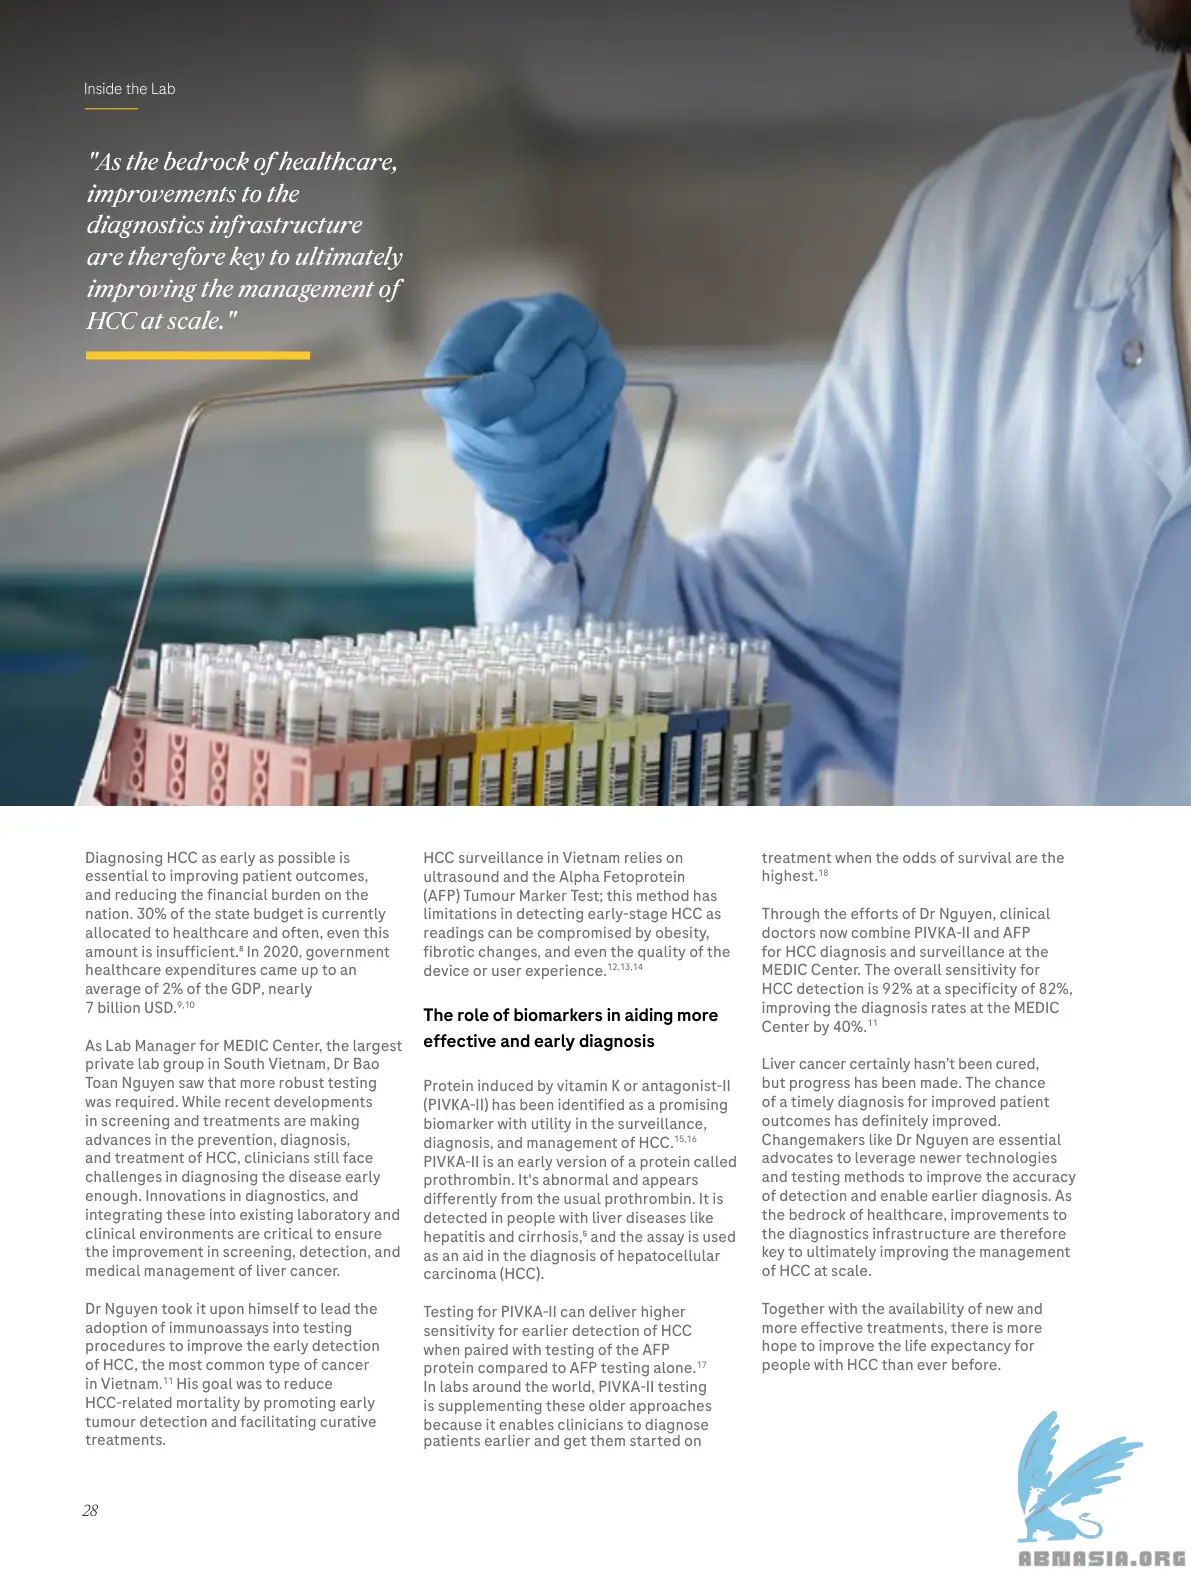 Inside the Lab
"As the bedrock of healthcare,
improvements to the
diagnostics infrastructure
are therefore key to ultimately
improving the management of
HCC at scale."
Diagnosing HCC as early as possible is
essential to improving patient outcomes,
and reducing the financial burden on the
nation. 30% of the state budget is currently
allocated to healthcare and often, even this
amount is insufficient.⁸ In 2020, government
healthcare expenditures came up to an
average of 2% of the GDP, nearly
7 billion USD.⁹,¹⁰
As Lab Manager for MEDIC Center, the largest
private lab group in South Vietnam, Dr Bao
Toan Nguyen saw that more robust testing
was required. While recent developments
in screening and treatments are making
advances in the prevention, diagnosis,
and treatment of HCC, clinicians still face
challenges in diagnosing the disease early
enough. Innovations in diagnostics, and
integrating these into existing laboratory and
clinical environments are critical to ensure
the improvement in screening, detection, and
medical management of liver cancer.
Dr Nguyen took it upon himself to lead the
adoption of immunoassays into testing
procedures to improve the early detection
of HCC, the most common type of cancer
in Vietnam.¹¹ His goal was to reduce
HCC-related mortality by promoting early
tumour detection and facilitating curative
treatments.
HCC surveillance in Vietnam relies on
ultrasound and the Alpha Fetoprotein
(AFP) Tumour Marker Test; this method has
limitations in detecting early-stage HCC as
readings can be compromised by obesity,
fibrotic changes, and even the quality of the
device or user experience.¹²,¹³,¹⁴
The role of biomarkers in aiding more
effective and early diagnosis
Protein induced by vitamin K or antagonist-II
(PIVKA-II) has been identified as a promising
biomarker with utility in the surveillance,
diagnosis, and management of HCC.¹⁵,¹⁶
PIVKA-II is an early version of a protein called
prothrombin. It's abnormal and appears
differently from the usual prothrombin. It is
detected in people with liver diseases like
hepatitis and cirrhosis,⁵ and the assay is used
as an aid in the diagnosis of hepatocellular
carcinoma (HCC).
Testing for PIVKA-II can deliver higher
sensitivity for earlier detection of HCC
when paired with testing of the AFP
protein compared to AFP testing alone.¹⁷
In labs around the world, PIVKA-II testing
is supplementing these older approaches
because it enables clinicians to diagnose
patients earlier and get them started on
treatment when the odds of survival are the
highest.¹⁸
Through the efforts of Dr Nguyen, clinical
doctors now combine PIVKA-II and AFP
for HCC diagnosis and surveillance at the
MEDIC Center. The overall sensitivity for
HCC detection is 92% at a specificity of 82%,
improving the diagnosis rates at the MEDIC
Center by 40%.¹¹
Liver cancer certainly hasn't been cured,
but progress has been made. The chance
of a timely diagnosis for improved patient
outcomes has definitely improved.
Changemakers like Dr Nguyen are essential
advocates to leverage newer technologies
and testing methods to improve the accuracy
of detection and enable earlier diagnosis. As
the bedrock of healthcare, improvements to
the diagnostics infrastructure are therefore
key to ultimately improving the management
of HCC at scale.
Together with the availability of new and
more effective treatments, there is more
hope to improve the life expectancy for
people with HCC than ever before.
28
ABNASIA.ORG